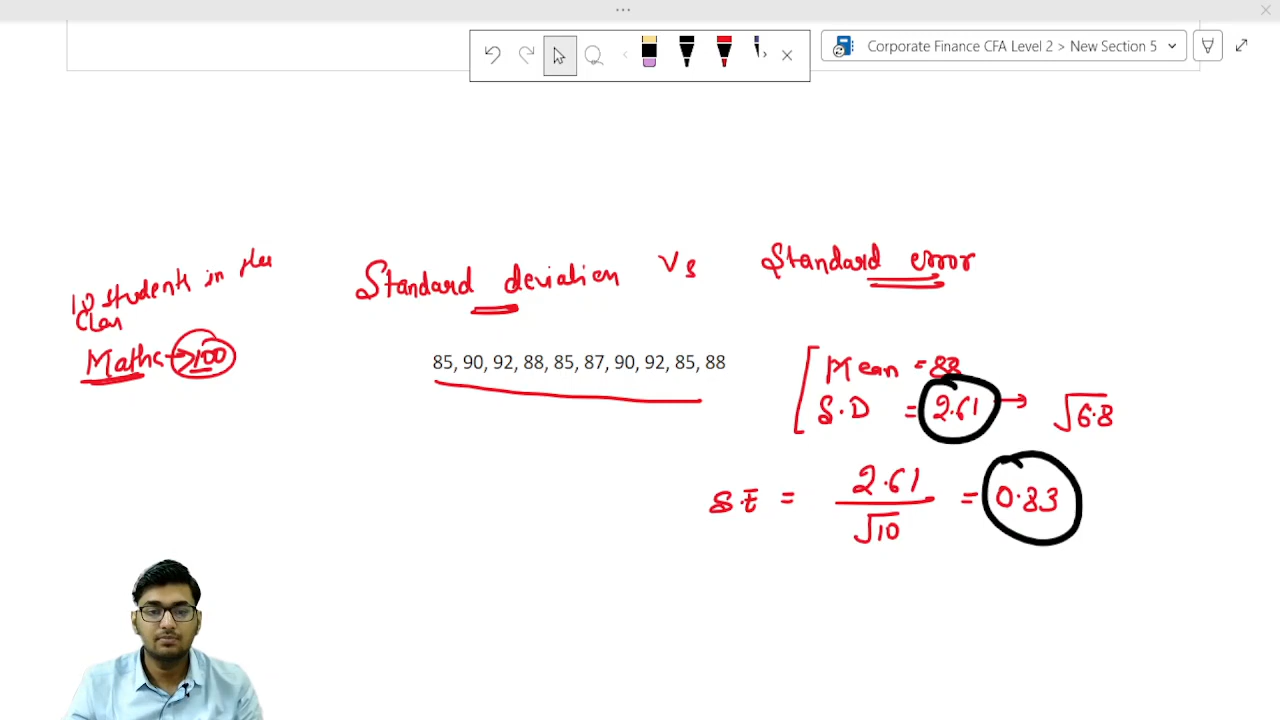 Corporate Finance CFA Level 2 > New Section 5
10 students in the
Clas
Maths → 100
Standard deviation Vs Standard error
85, 90, 92, 88, 85, 87, 90, 92, 85, 88
Mean = 88
S.D = 2.61 → √6.8
S.E = 2.61 / √10 = 0.83